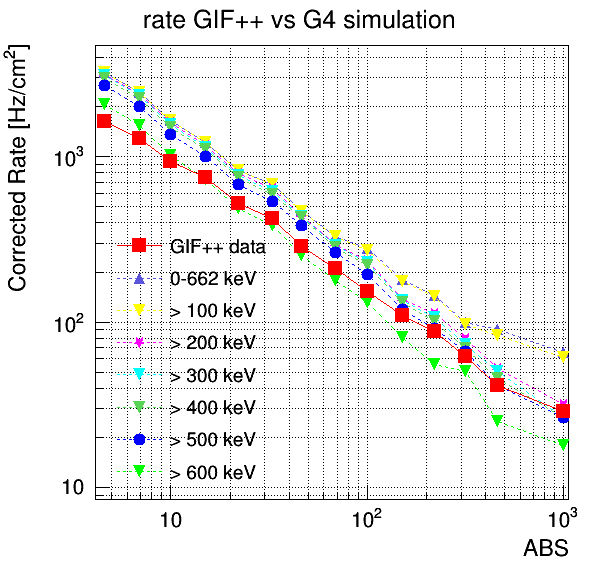 rate GIF++ vs G4 simulation
Corrected Rate [Hz/cm²]
10³
10²
10
GIF++ data
0-662 keV
> 100 keV
> 200 keV
> 300 keV
> 400 keV
> 500 keV
> 600 keV
10
10²
10³
ABS